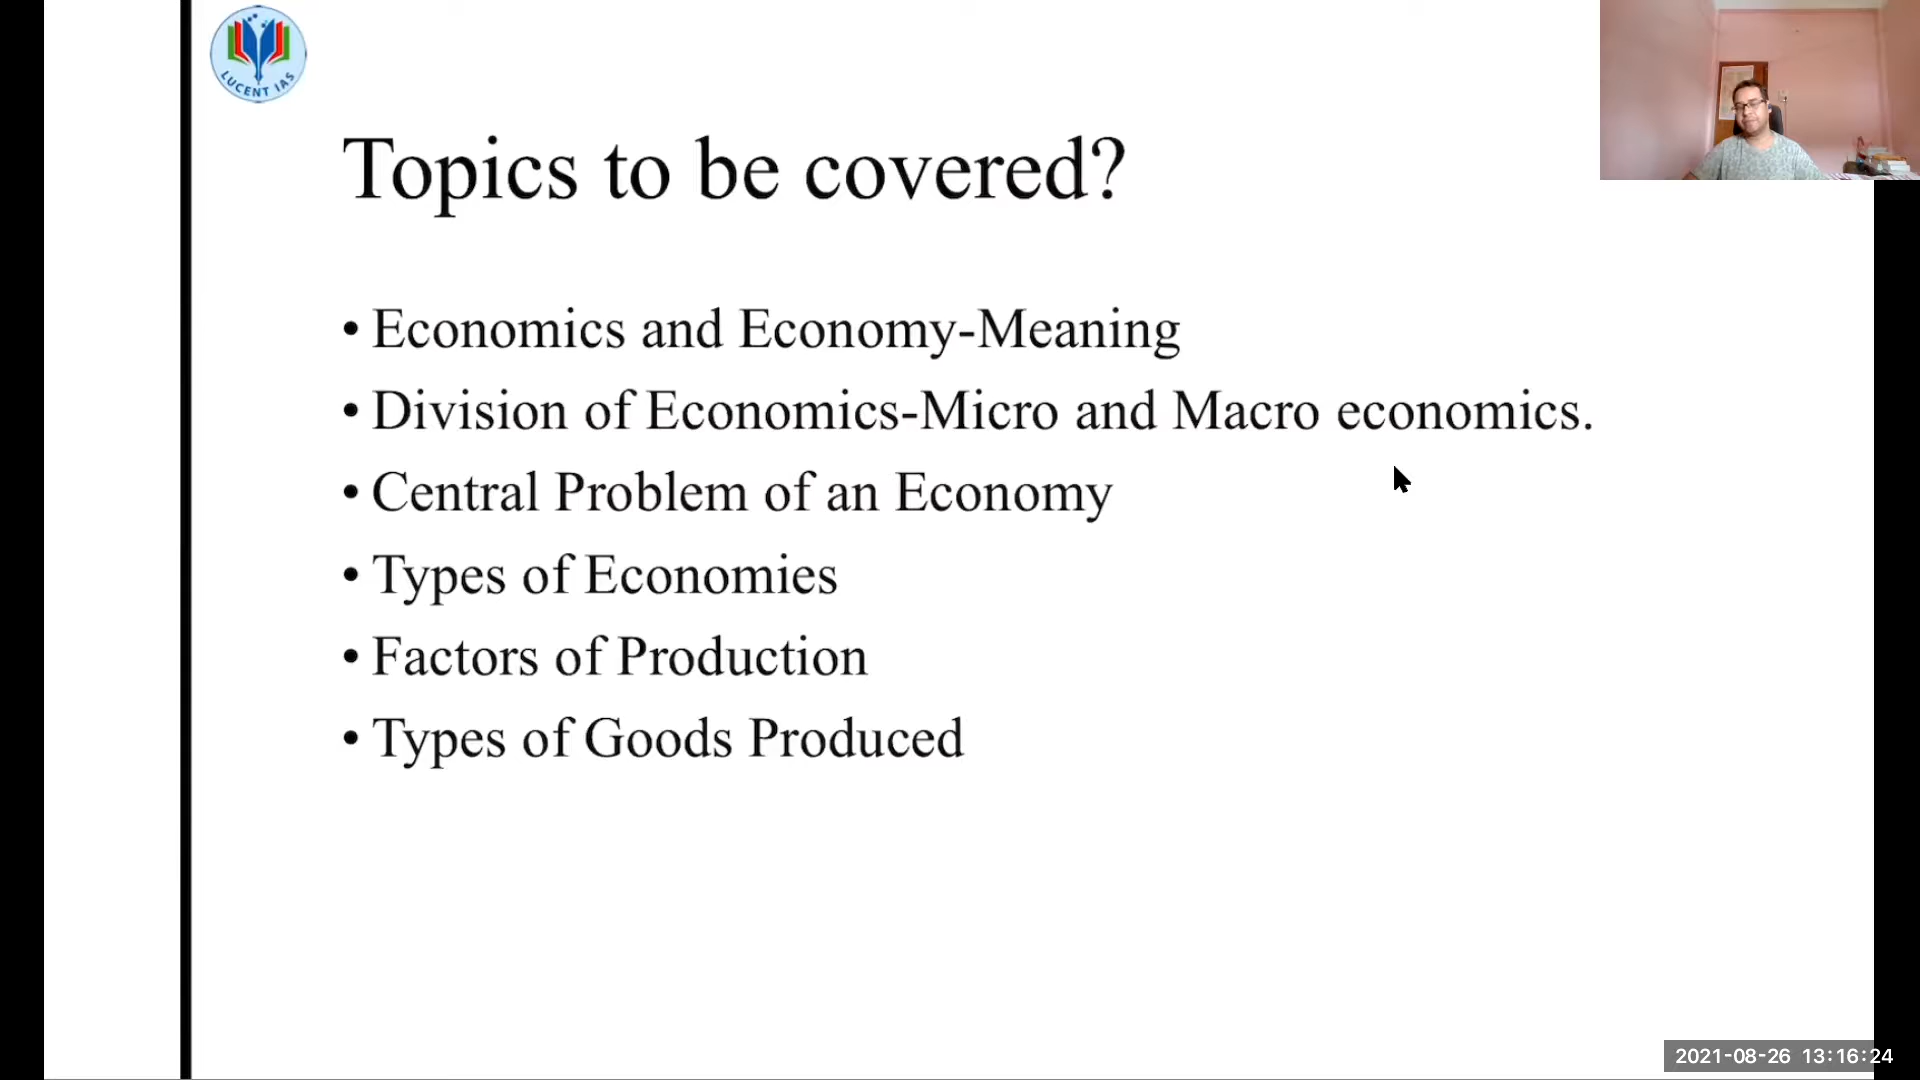 LUCENT IAS
Topics to be covered?
• Economics and Economy-Meaning
• Division of Economics-Micro and Macro economics.
• Central Problem of an Economy
• Types of Economies
• Factors of Production
• Types of Goods Produced
2021-08-26 13:16:24